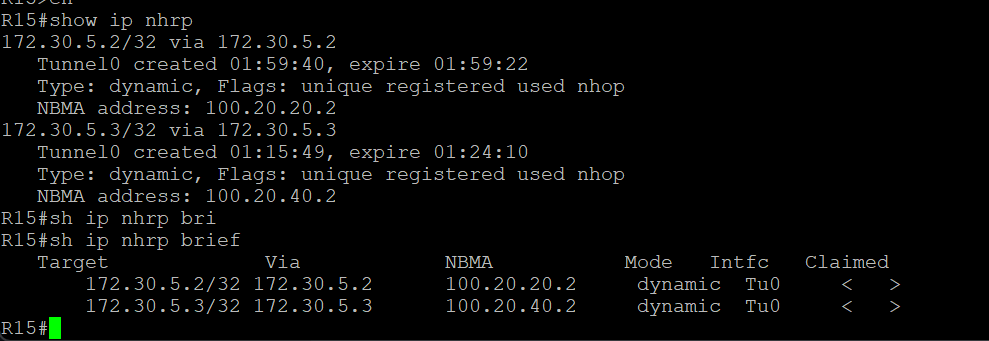 R15>en
R15#show ip nhrp
172.30.5.2/32 via 172.30.5.2
   Tunnel0 created 01:59:40, expire 01:59:22
   Type: dynamic, Flags: unique registered used nhop
   NBMA address: 100.20.20.2
172.30.5.3/32 via 172.30.5.3
   Tunnel0 created 01:15:49, expire 01:24:10
   Type: dynamic, Flags: unique registered used nhop
   NBMA address: 100.20.40.2
R15#sh ip nhrp bri
R15#sh ip nhrp brief
   Target             Via            NBMA           Mode   Intfc   Claimed
       172.30.5.2/32 172.30.5.2      100.20.20.2     dynamic  Tu0     <   >
       172.30.5.3/32 172.30.5.3      100.20.40.2     dynamic  Tu0     <   >
R15#